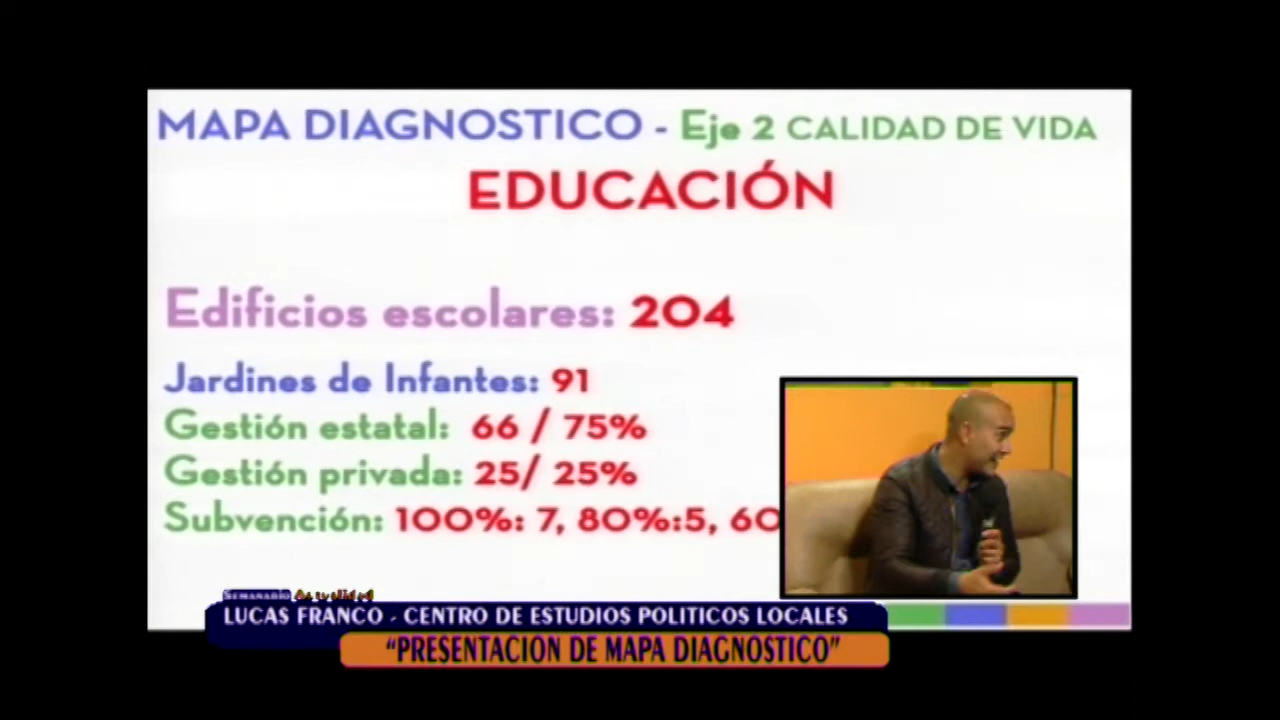 MAPA DIAGNOSTICO - Eje 2 CALIDAD DE VIDA
EDUCACIÓN
Edificios escolares: 204
Jardines de Infantes: 91
Gestión estatal: 66 / 75%
Gestión privada: 25/ 25%
Subvención: 100%: 7, 80%:5, 60
SEMANARIO Actualidad
LUCAS FRANCO - CENTRO DE ESTUDIOS POLITICOS LOCALES
“PRESENTACION DE MAPA DIAGNOSTICO”